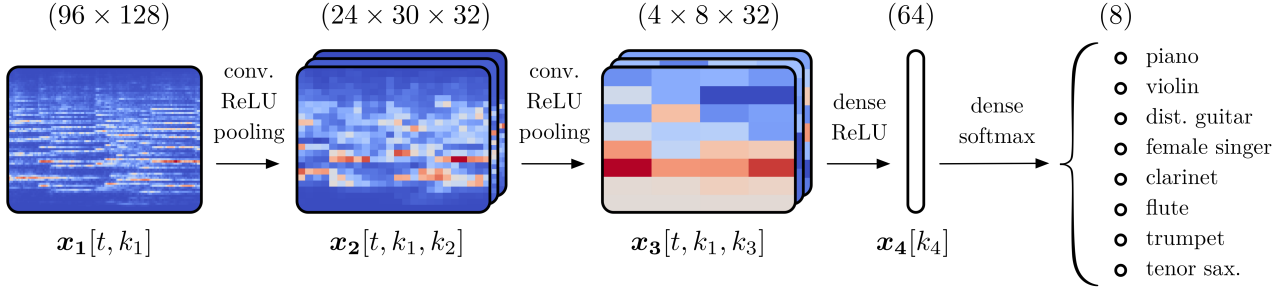 (96 × 128)
(24 × 30 × 32)
(4 × 8 × 32)
(64)
(8)
conv.
ReLU
pooling
conv.
ReLU
pooling
dense
ReLU
dense
softmax
piano
violin
dist. guitar
female singer
clarinet
flute
trumpet
tenor sax.
x₁[t, k₁]
x₂[t, k₁, k₂]
x₃[t, k₁, k₃]
x₄[k₄]